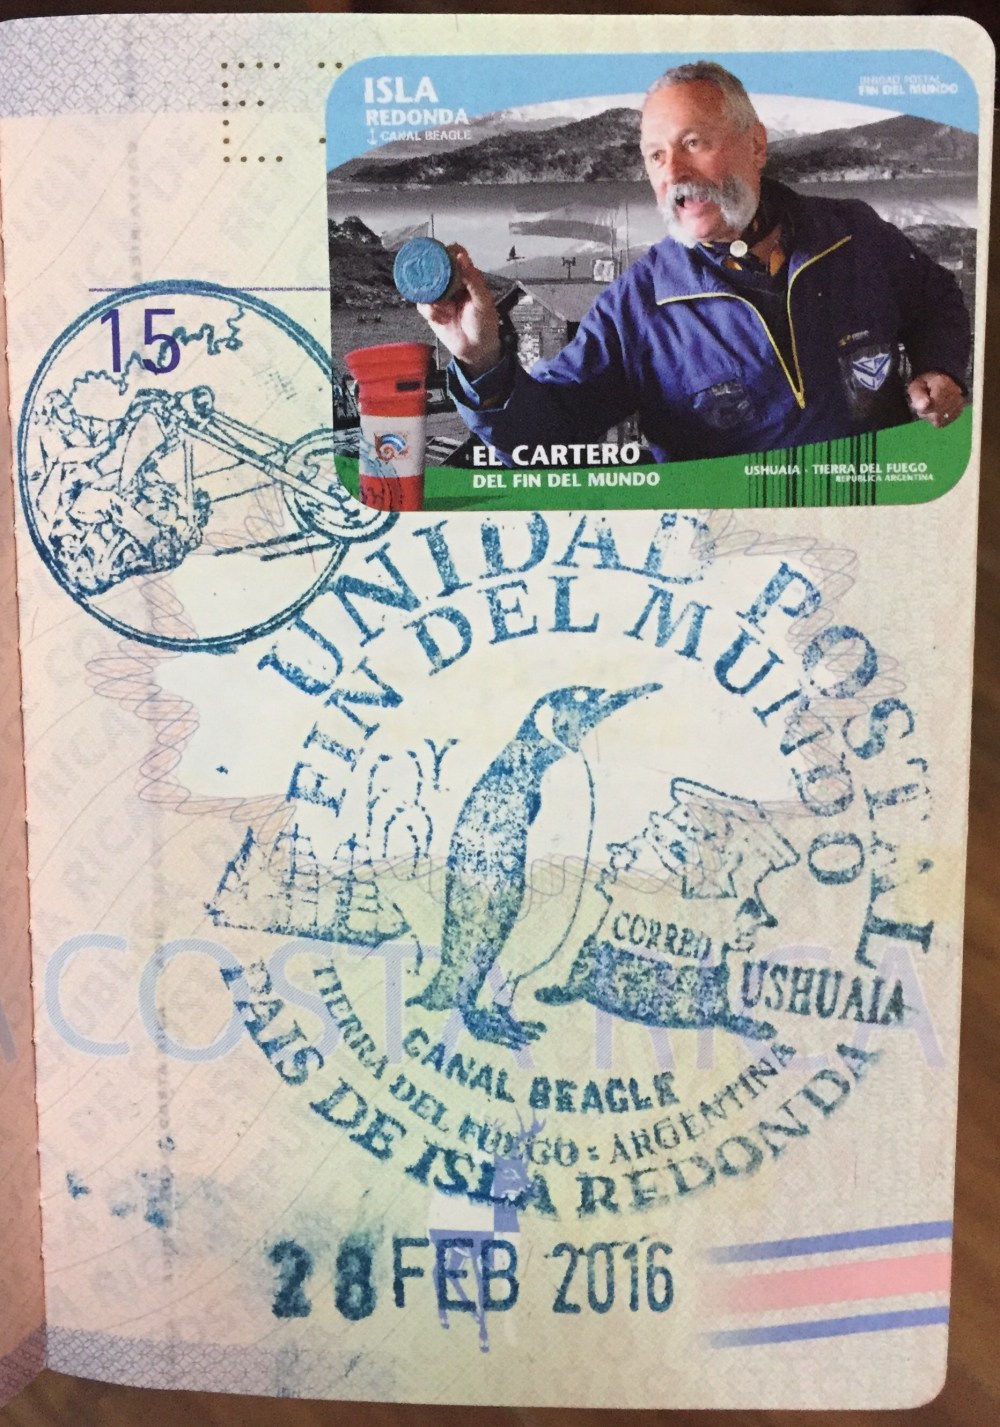 ISLA
REDONDA
CANAL BEAGLE
UNIDAD POSTAL
FIN DEL MUNDO
EL CARTERO
DEL FIN DEL MUNDO
USHUAIA - TIERRA DEL FUEGO
REPUBLICA ARGENTINA
15
UNIDAD POSTAL
FIN DEL MUNDO
CORREO
USHUAIA
COSTA RICA
CANAL BEAGLE
TIERRA DEL FUEGO = ARGENTINA
PAIS DE ISLA REDONDA
28 FEB 2016